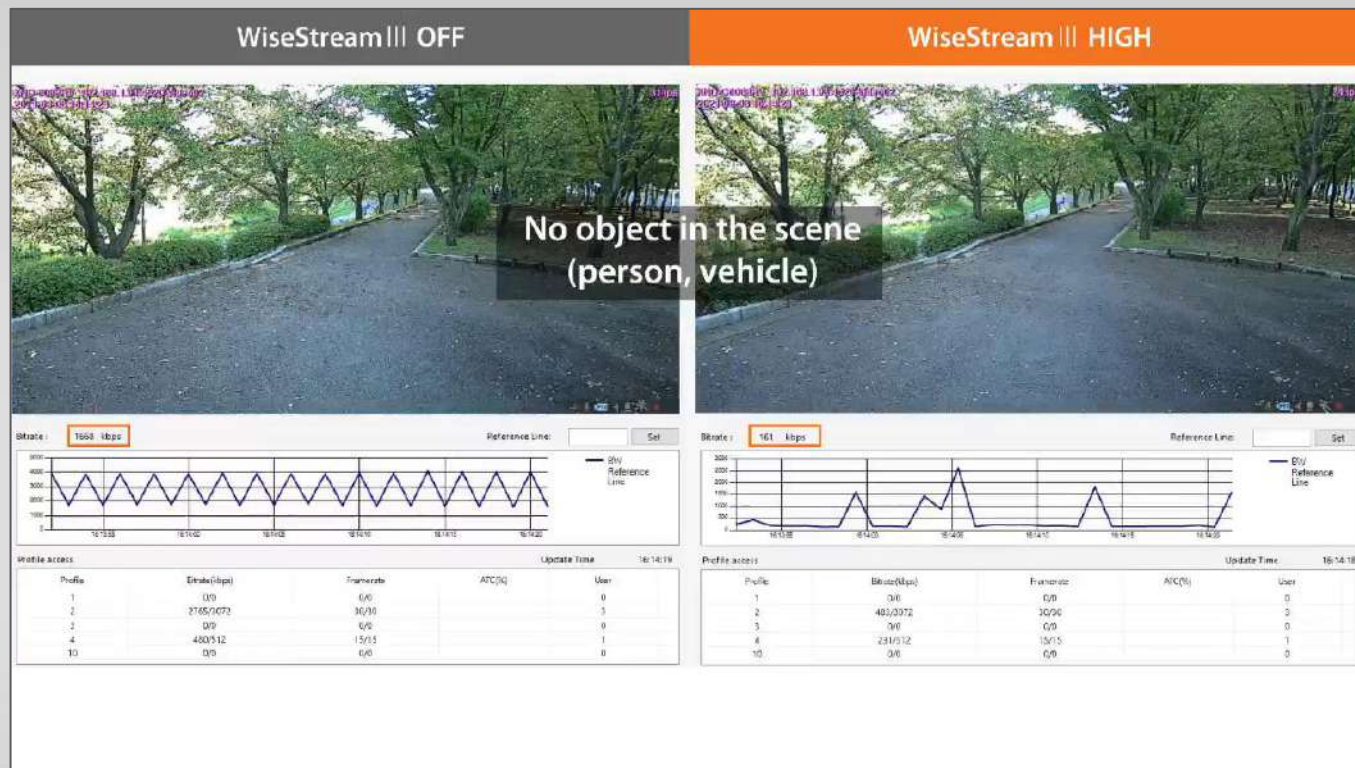 WiseStream III OFF
WiseStream III HIGH
No object in the scene
(person, vehicle)
Bitrate : 1668 kbps Reference Line: Set
BW
Reference
Line
16:14:00 16:14:10
Profile access Update Time 16:14:19
Profile Bitrate(kbps) Framerate ATC(%) User
1 0/0 0/0 0
2 2765/3072 30/30 3
3 0/0 0/0 0
4 480/512 15/15 1
10 0/0 0/0 0
Bitrate : 161 kbps Reference Line: Set
BW
Reference
Line
Profile access Update Time 16:14:18
Profile Bitrate(kbps) Framerate ATC(%) User
1 0/0 0/0 0
2 483/3072 30/30 3
3 0/0 0/0 0
4 231/512 15/15 1
10 0/0 0/0 0